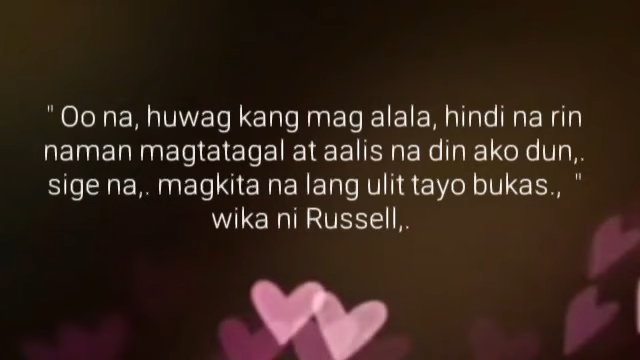 " Oo na, huwag kang mag alala, hindi na rin
naman magtatagal at aalis na din ako dun,.
sige na,. magkita na lang ulit tayo bukas., "
wika ni Russell,.